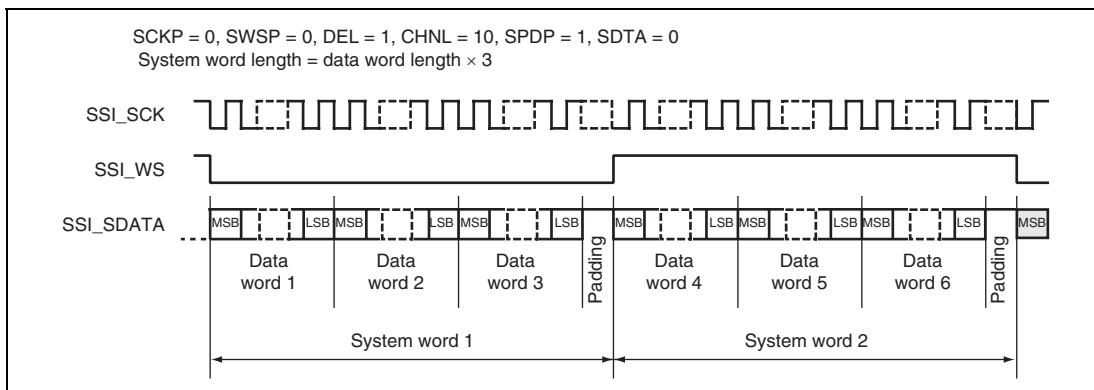 SCKP = 0, SWSP = 0, DEL = 1, CHNL = 10, SPDP = 1, SDTA = 0
System word length = data word length × 3
SSI_SCK
SSI_WS
SSI_SDATA
MSB LSB MSB LSB MSB LSB MSB LSB MSB LSB MSB LSB MSB
Data word 1
Data word 2
Data word 3
Padding
Data word 4
Data word 5
Data word 6
Padding
System word 1
System word 2